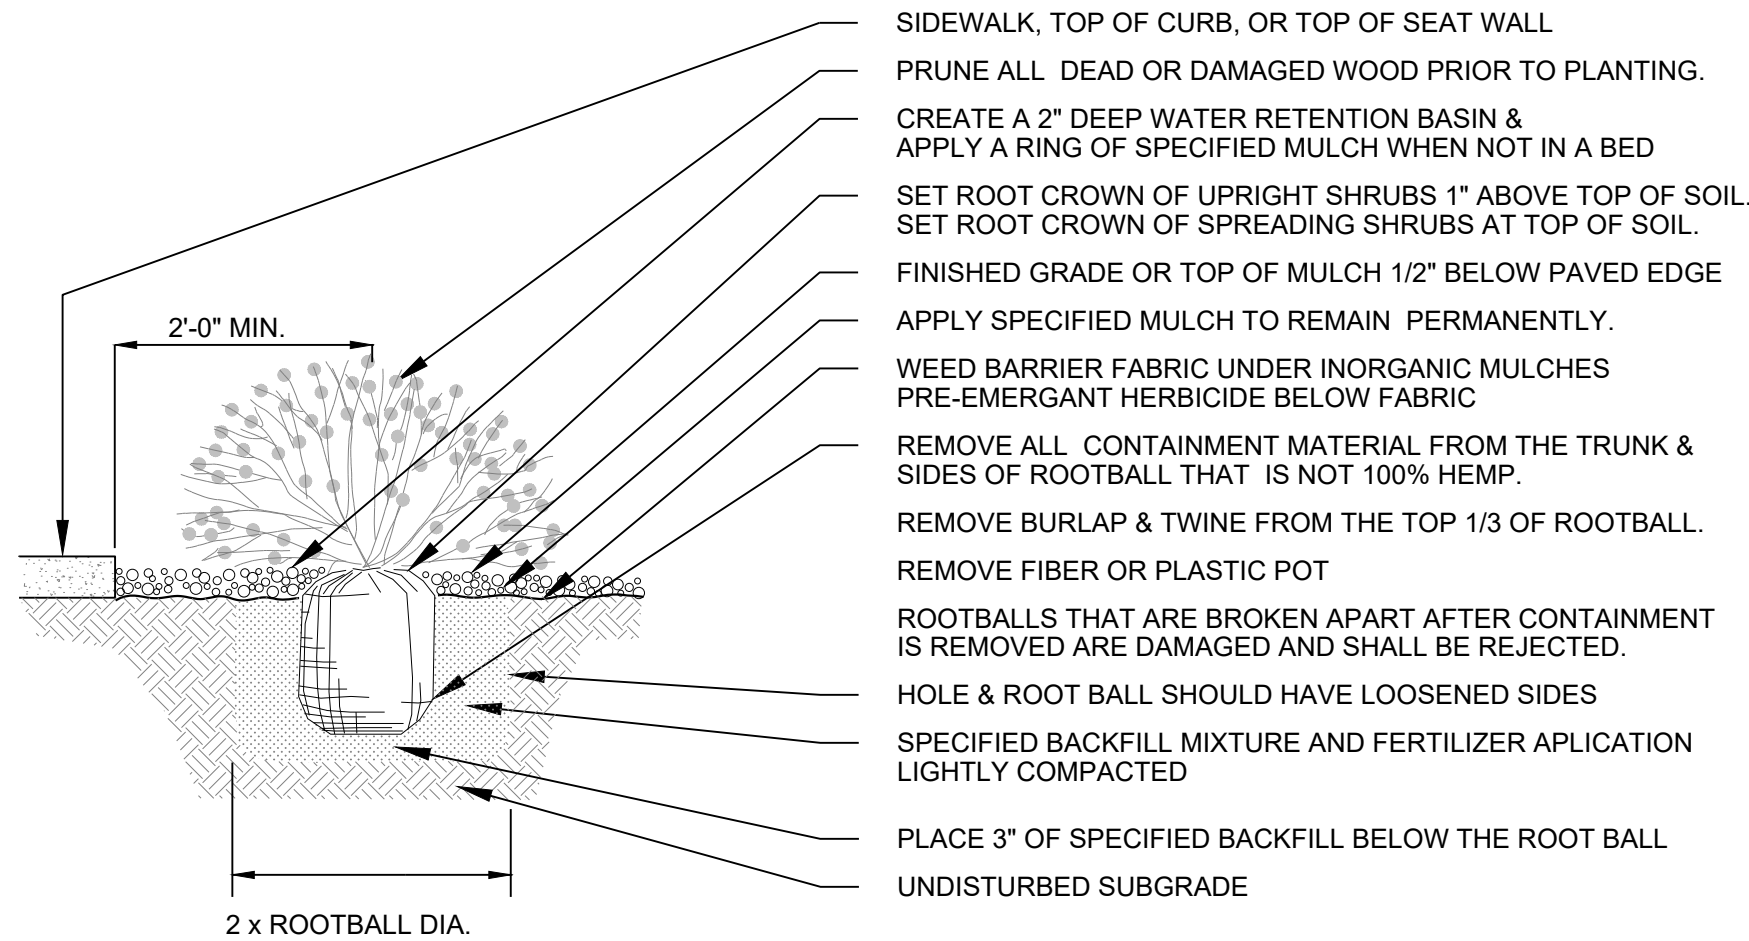 SIDEWALK, TOP OF CURB, OR TOP OF SEAT WALL
PRUNE ALL DEAD OR DAMAGED WOOD PRIOR TO PLANTING.
CREATE A 2" DEEP WATER RETENTION BASIN &
APPLY A RING OF SPECIFIED MULCH WHEN NOT IN A BED
SET ROOT CROWN OF UPRIGHT SHRUBS 1" ABOVE TOP OF SOIL.
SET ROOT CROWN OF SPREADING SHRUBS AT TOP OF SOIL.
FINISHED GRADE OR TOP OF MULCH 1/2" BELOW PAVED EDGE
APPLY SPECIFIED MULCH TO REMAIN PERMANENTLY.
WEED BARRIER FABRIC UNDER INORGANIC MULCHES
PRE-EMERGANT HERBICIDE BELOW FABRIC
REMOVE ALL CONTAINMENT MATERIAL FROM THE TRUNK &
SIDES OF ROOTBALL THAT IS NOT 100% HEMP.
REMOVE BURLAP & TWINE FROM THE TOP 1/3 OF ROOTBALL.
REMOVE FIBER OR PLASTIC POT
ROOTBALLS THAT ARE BROKEN APART AFTER CONTAINMENT
IS REMOVED ARE DAMAGED AND SHALL BE REJECTED.
HOLE & ROOT BALL SHOULD HAVE LOOSENED SIDES
SPECIFIED BACKFILL MIXTURE AND FERTILIZER APLICATION
LIGHTLY COMPACTED
PLACE 3" OF SPECIFIED BACKFILL BELOW THE ROOT BALL
UNDISTURBED SUBGRADE
2'-0" MIN.
2 x ROOTBALL DIA.